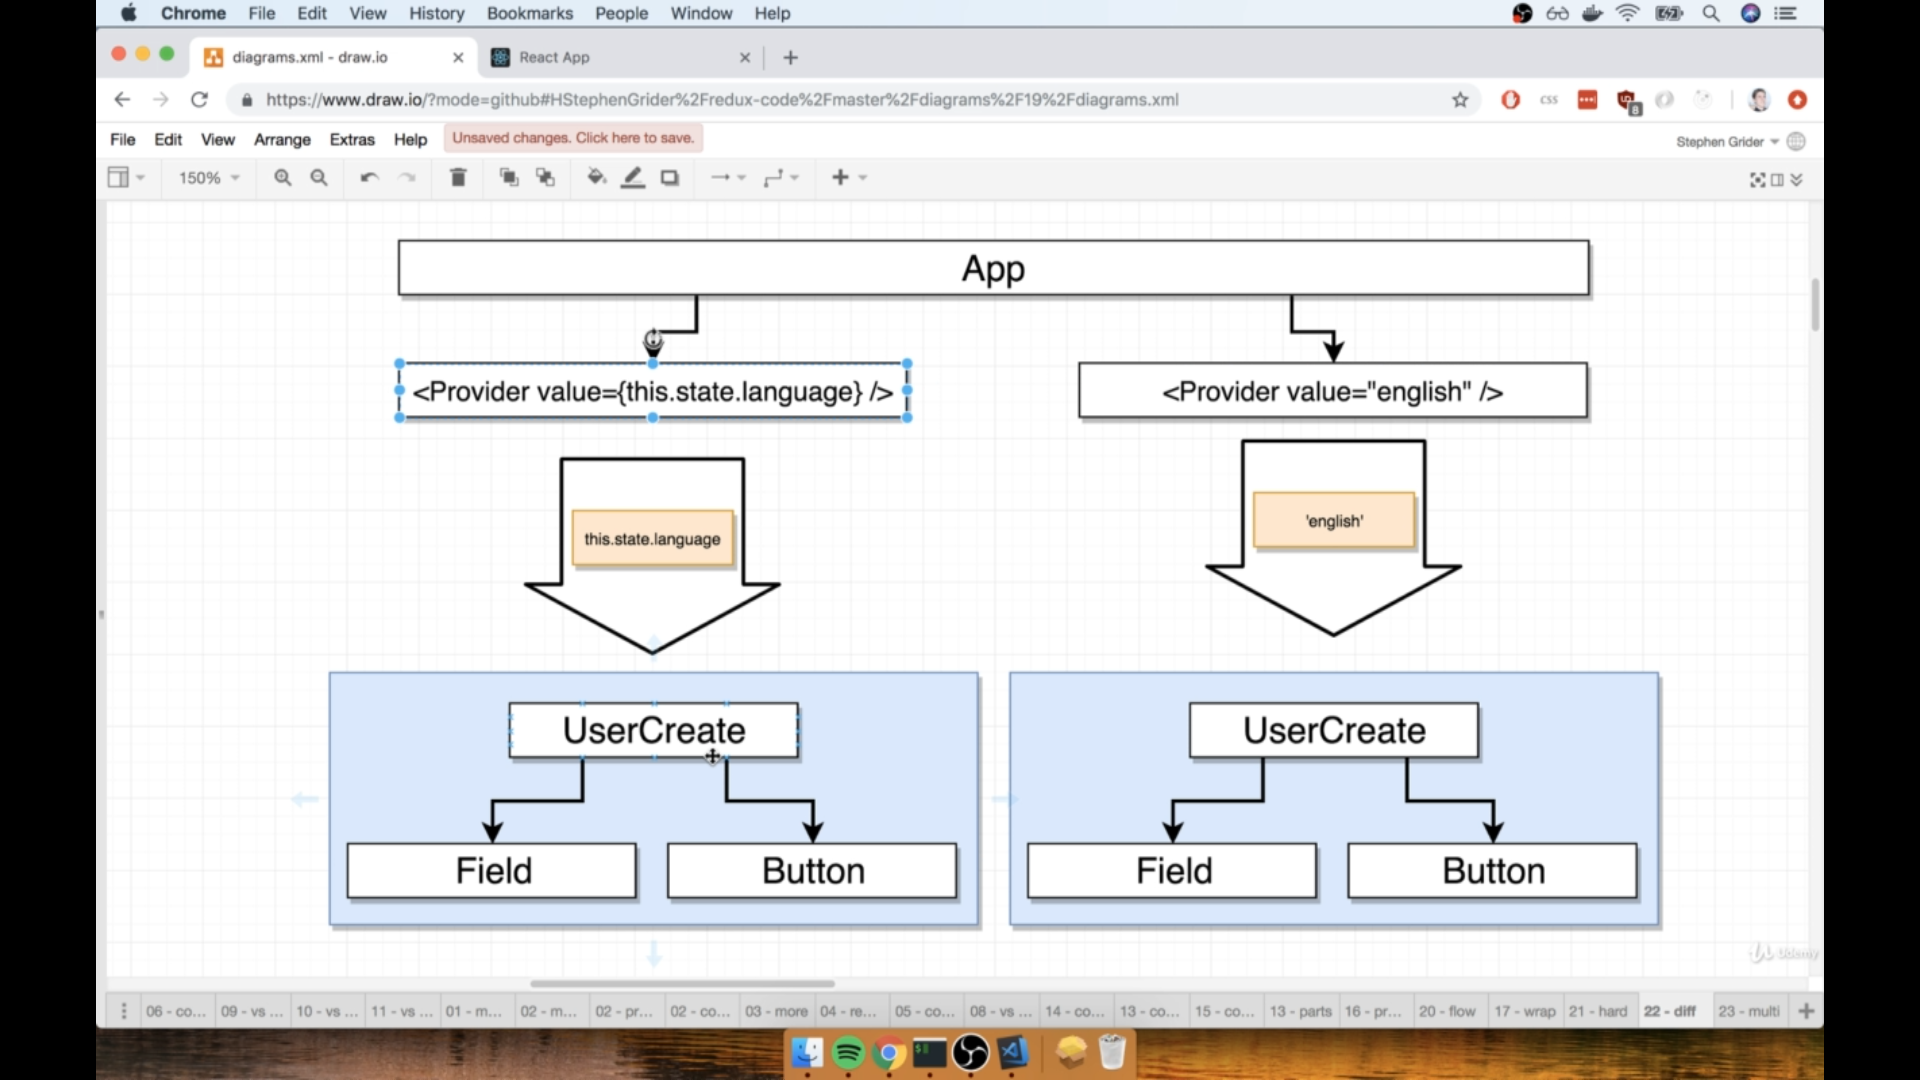 Chrome File Edit View History Bookmarks People Window Help
diagrams.xml - draw.io
React App
https://www.draw.io/?mode=github#HStephenGrider%2Fredux-code%2Fmaster%2Fdiagrams%2F19%2Fdiagrams.xml
CSS
8
File Edit View Arrange Extras Help
Unsaved changes. Click here to save.
Stephen Grider
150%
App
<Provider value={this.state.language} />
<Provider value="english" />
this.state.language
'english'
UserCreate
UserCreate
Field
Button
Field
Button
Udemy
06 - co... 09 - vs ... 10 - vs ... 11 - vs ... 01 - m... 02 - m... 02 - pr... 02 - co... 03 - more 04 - re... 05 - co... 08 - vs ... 14 - co... 13 - co... 15 - co... 13 - parts 16 - pr... 20 - flow 17 - wrap 21 - hard 22 - diff 23 - multi